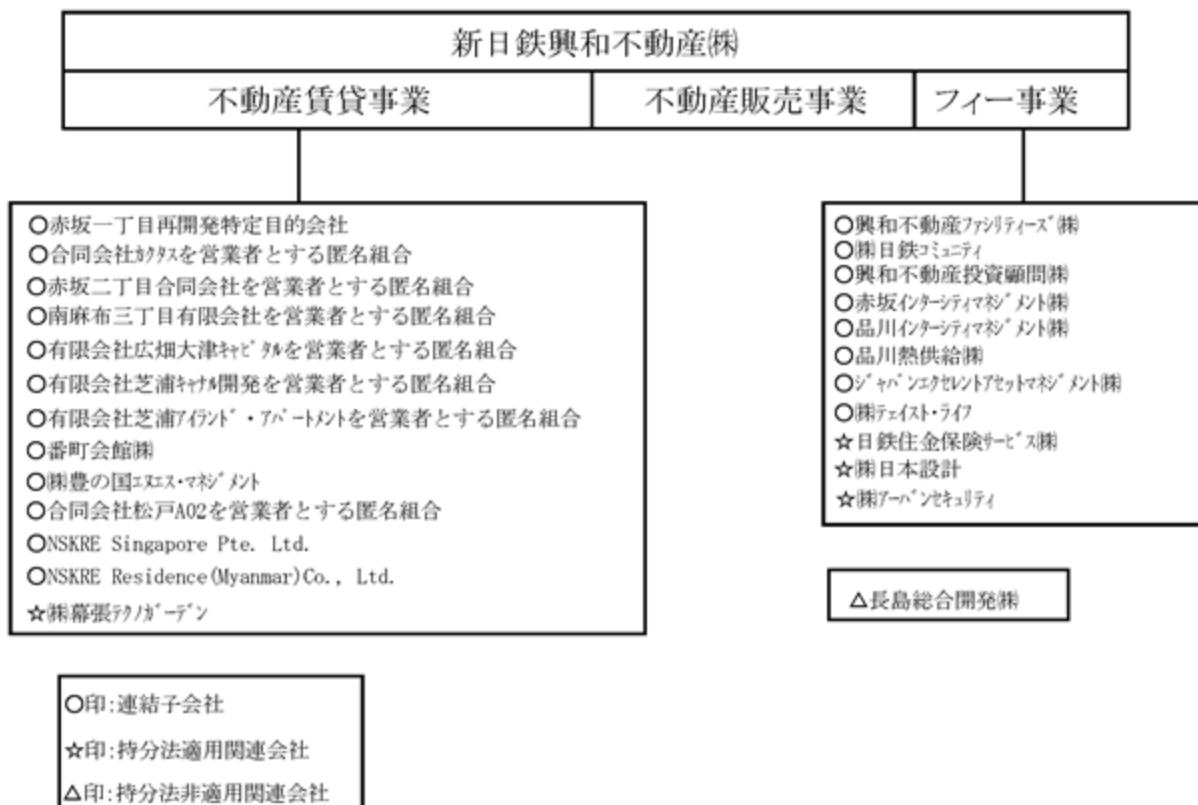 新日鉄興和不動産㈱
不動産賃貸事業
不動産販売事業
フィー事業
○赤坂一丁目再開発特定目的会社
○合同会社ｶｸﾀｽを営業者とする匿名組合
○赤坂二丁目合同会社を営業者とする匿名組合
○南麻布三丁目有限会社を営業者とする匿名組合
○有限会社広畑大津ｷｬﾋﾟﾀﾙを営業者とする匿名組合
○有限会社芝浦ｷｬﾅﾙ開発を営業者とする匿名組合
○有限会社芝浦ｱｲﾗﾝﾄﾞ・ｱﾊﾟｰﾄﾒﾝﾄを営業者とする匿名組合
○番町会館㈱
○㈱豊の国ｴﾇｴｽ・ﾏﾈｼﾞﾒﾝﾄ
○合同会社松戸A02を営業者とする匿名組合
○NSKRE Singapore Pte. Ltd.
○NSKRE Residence(Myanmar)Co., Ltd.
☆㈱幕張ﾃｸﾉｶﾞｰﾃﾞﾝ
○興和不動産ﾌｧｼﾘﾃｨｰｽﾞ㈱
○㈱日鉄ｺﾐｭﾆﾃｨ
○興和不動産投資顧問㈱
○赤坂ｲﾝﾀｰｼﾃｨﾏﾈｼﾞﾒﾝﾄ㈱
○品川ｲﾝﾀｰｼﾃｨﾏﾈｼﾞﾒﾝﾄ㈱
○品川熱供給㈱
○ｼﾞｬﾊﾟﾝｴｸｾﾚﾝﾄｱｾｯﾄﾏﾈｼﾞﾒﾝﾄ㈱
○㈱ﾃｪｲｽﾄ・ﾗｲﾌ
☆日鉄住金保険ｻｰﾋﾞｽ㈱
☆㈱日本設計
☆㈱ｱｰﾊﾞﾝｾｷｭﾘﾃｨ
△長島総合開発㈱
○印:連結子会社
☆印:持分法適用関連会社
△印:持分法非適用関連会社